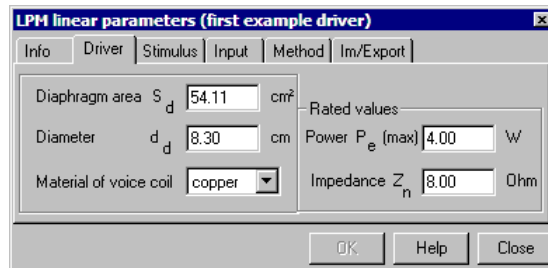 LPM linear parameters (first example driver)
Info Driver Stimulus Input Method Im/Export
Diaphragm area S d 54.11 cm²
Diameter d d 8.30 cm
Material of voice coil copper
Rated values
Power P e (max) 4.00 W
Impedance Z n 8.00 Ohm
OK Help Close